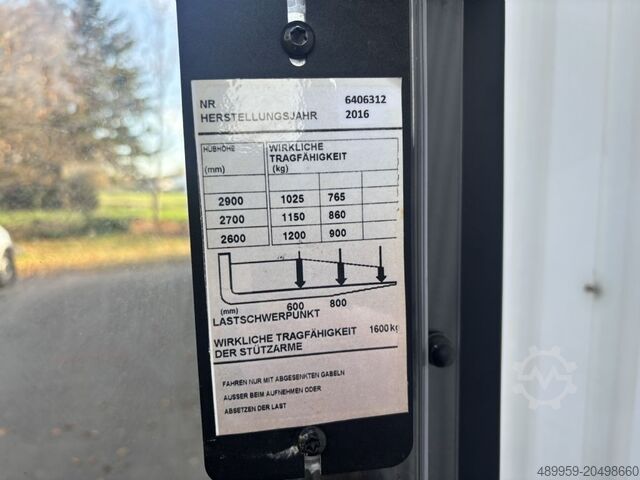 NR 6406312
HERSTELLUNGSJAHR 2016
HUBHÖHE WIRKLICHE
TRAGFÄHIGKEIT
(mm) (kg)
2900 1025 765
2700 1150 860
2600 1200 900
(mm) 600 800
LASTSCHWERPUNKT
WIRKLICHE TRAGFÄHIGKEIT 1600 kg
DER STÜTZARME
FAHREN NUR MIT ABGESENKTEN GABELN
AUSSER BEIM AUFNEHMEN ODER
ABSETZEN DER LAST
489959-20498660